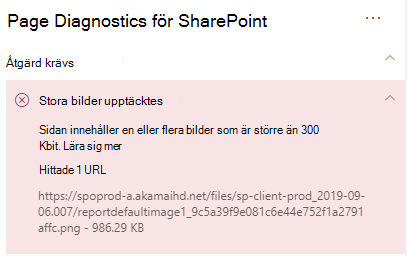 Page Diagnostics för SharePoint
Åtgärd krävs
Stora bilder upptäcktes
Sidan innehåller en eller flera bilder som är större än 300
Kbit. Lära sig mer
Hittade 1 URL
https://spoprod-a.akamaihd.net/files/sp-client-prod_2019-09-
06.007/reportdefaultimage1_9c5a39f9e081c6e44e752f1a2791
affc.png - 986.29 KB